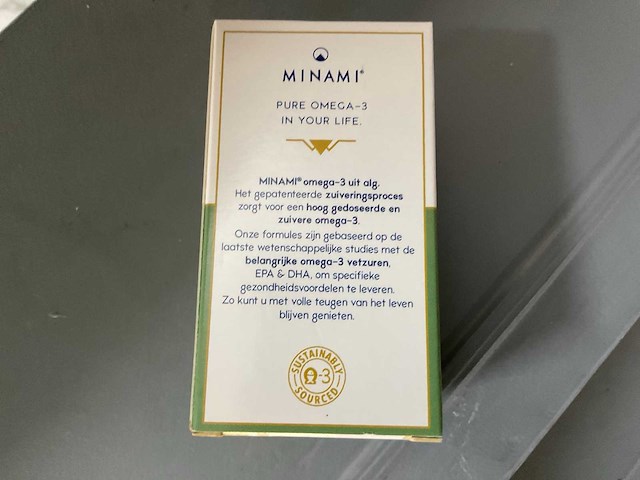 MINAMI®
PURE OMEGA-3
IN YOUR LIFE.
MINAMI® omega-3 uit alg.
Het gepatenteerde zuiveringsproces
zorgt voor een hoog gedoseerde en
zuivere omega-3.
Onze formules zijn gebaseerd op de
laatste wetenschappelijke studies met de
belangrijke omega-3 vetzuren,
EPA & DHA, om specifieke
gezondheidsvoordelen te leveren.
Zo kunt u met volle teugen van het leven
blijven genieten.
SUSTAINABLY
Ω-3
SOURCED